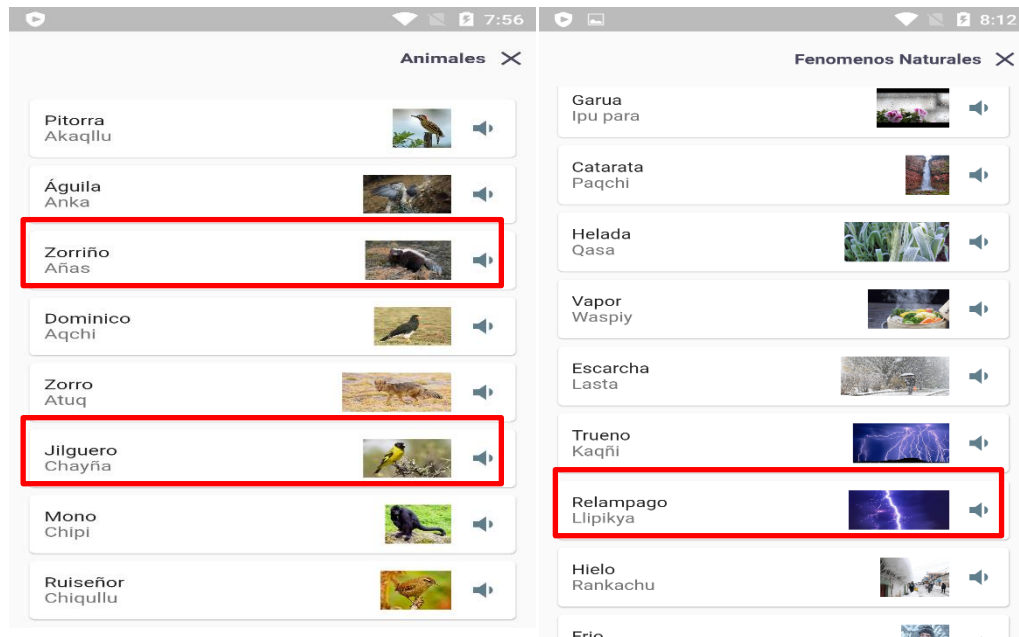 7:56
Animales
Pitorra
Akaqllu
Águila
Anka
Zorriño
Añas
Dominico
Aqchi
Zorro
Atuq
Jilguero
Chayña
Mono
Chipi
Ruiseñor
Chiqullu
8:12
Fenomenos Naturales
Garua
Ipu para
Catarata
Paqchi
Helada
Qasa
Vapor
Waspiy
Escarcha
Lasta
Trueno
Kaqñi
Relampago
Llipikya
Hielo
Rankachu
Frio